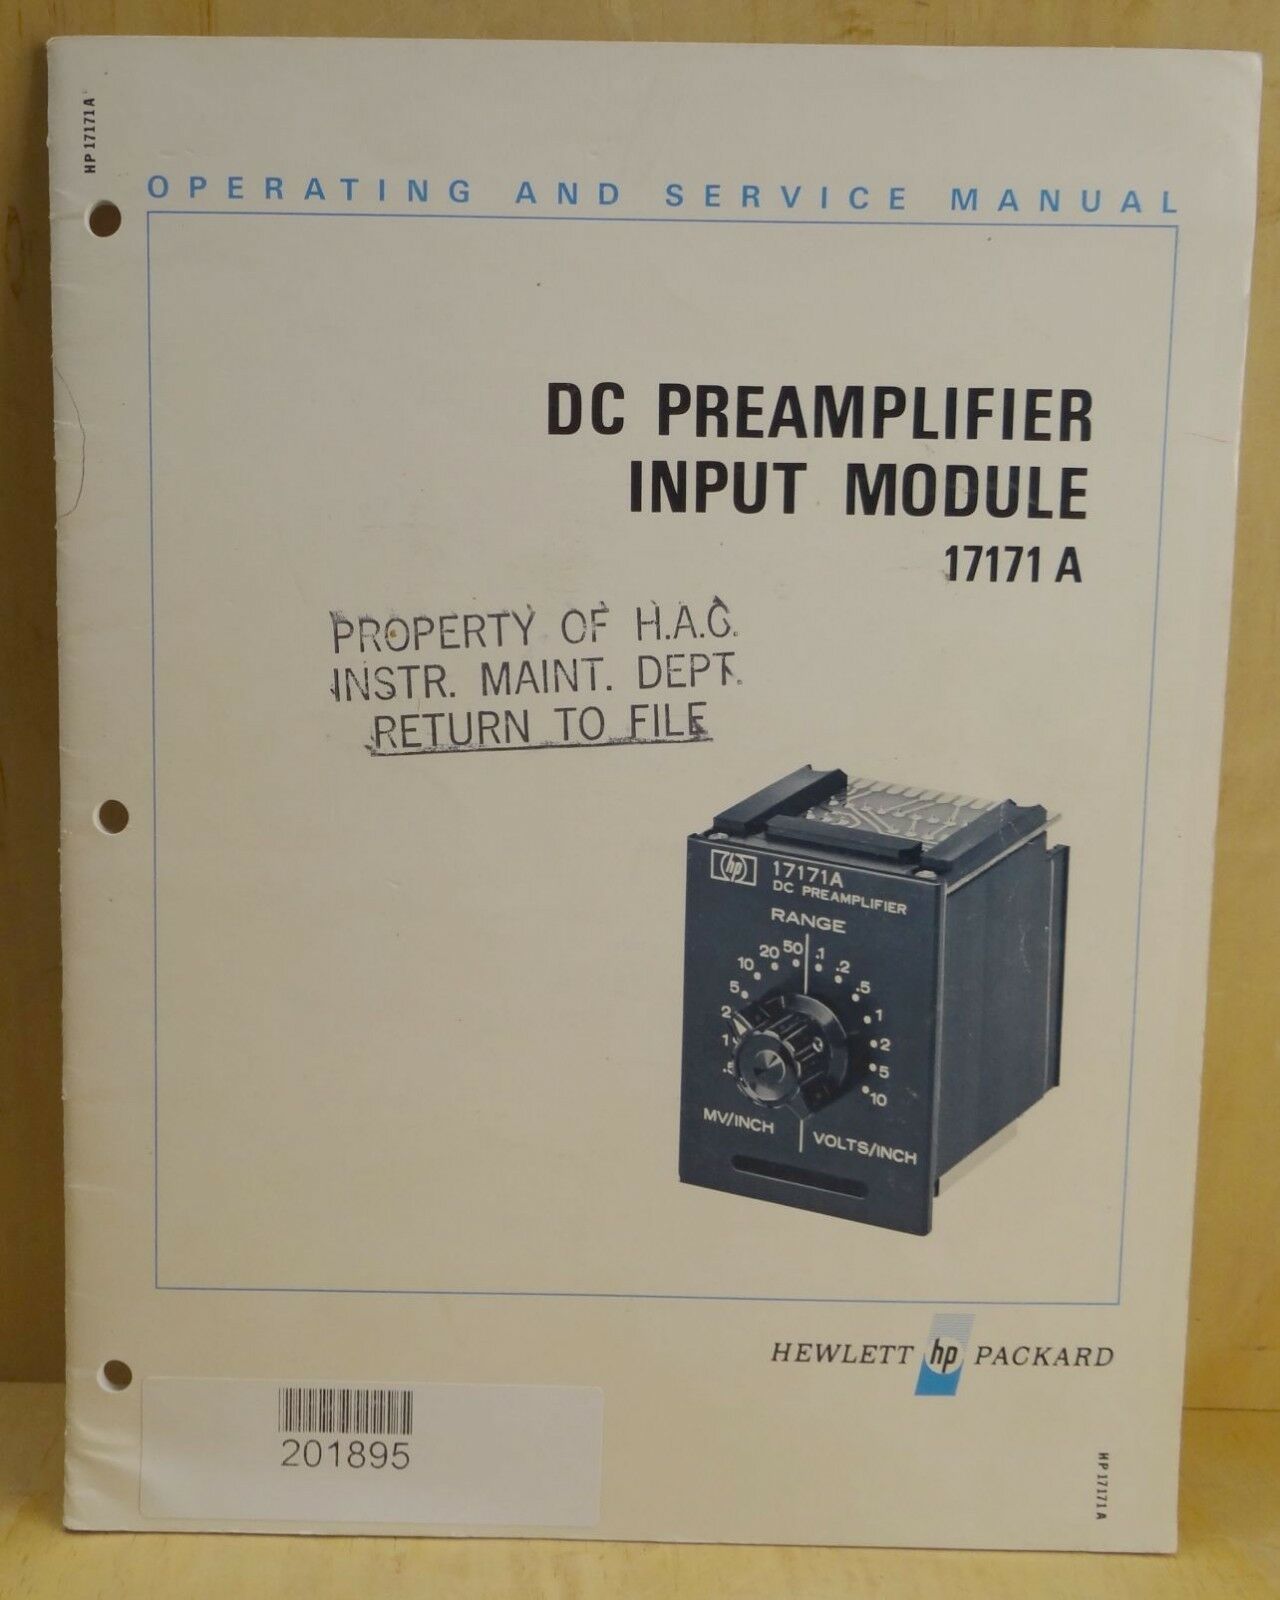 HP 17171A
OPERATING AND SERVICE MANUAL
DC PREAMPLIFIER
INPUT MODULE
17171 A
PROPERTY OF H.A.C.
INSTR. MAINT. DEPT.
RETURN TO FILE
hp
17171A
DC PREAMPLIFIER
RANGE
.5 1 2 5 10 20 50 .1 .2 .5 1 2 5 10
MV/INCH
VOLTS/INCH
HEWLETT hp PACKARD
201895
HP 17171A